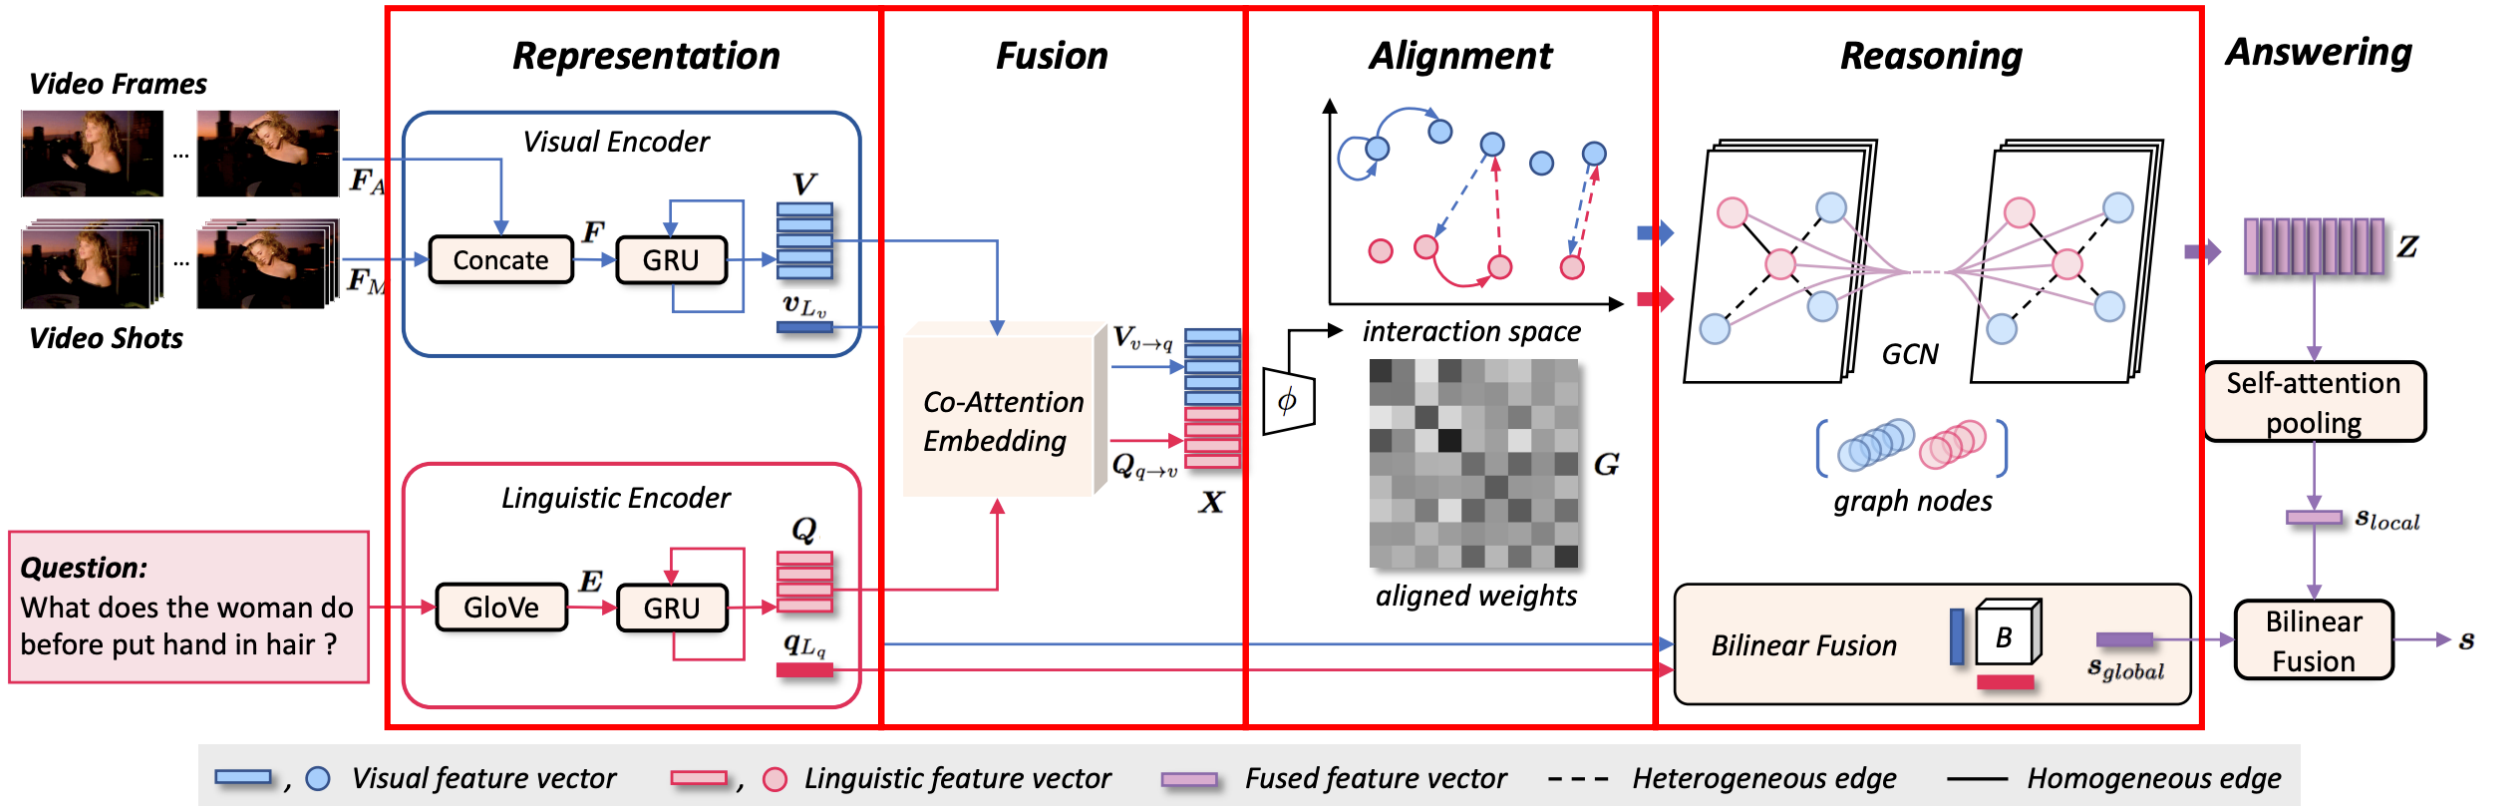 Representation
Fusion
Alignment
Reasoning
Answering
Video Frames
...
F_A
...
F_M
Video Shots
Visual Encoder
Concate
F
GRU
V
v_{L_v}
Linguistic Encoder
Question:
What does the woman do
before put hand in hair ?
GloVe
E
GRU
Q
q_{L_q}
Co-Attention
Embedding
V_{v→q}
Q_{q→v}
X
ϕ
interaction space
G
aligned weights
GCN
graph nodes
Bilinear Fusion
B
s_{global}
Z
Self-attention
pooling
s_{local}
Bilinear
Fusion
s
, Visual feature vector
, Linguistic feature vector
Fused feature vector
Heterogeneous edge
Homogeneous edge